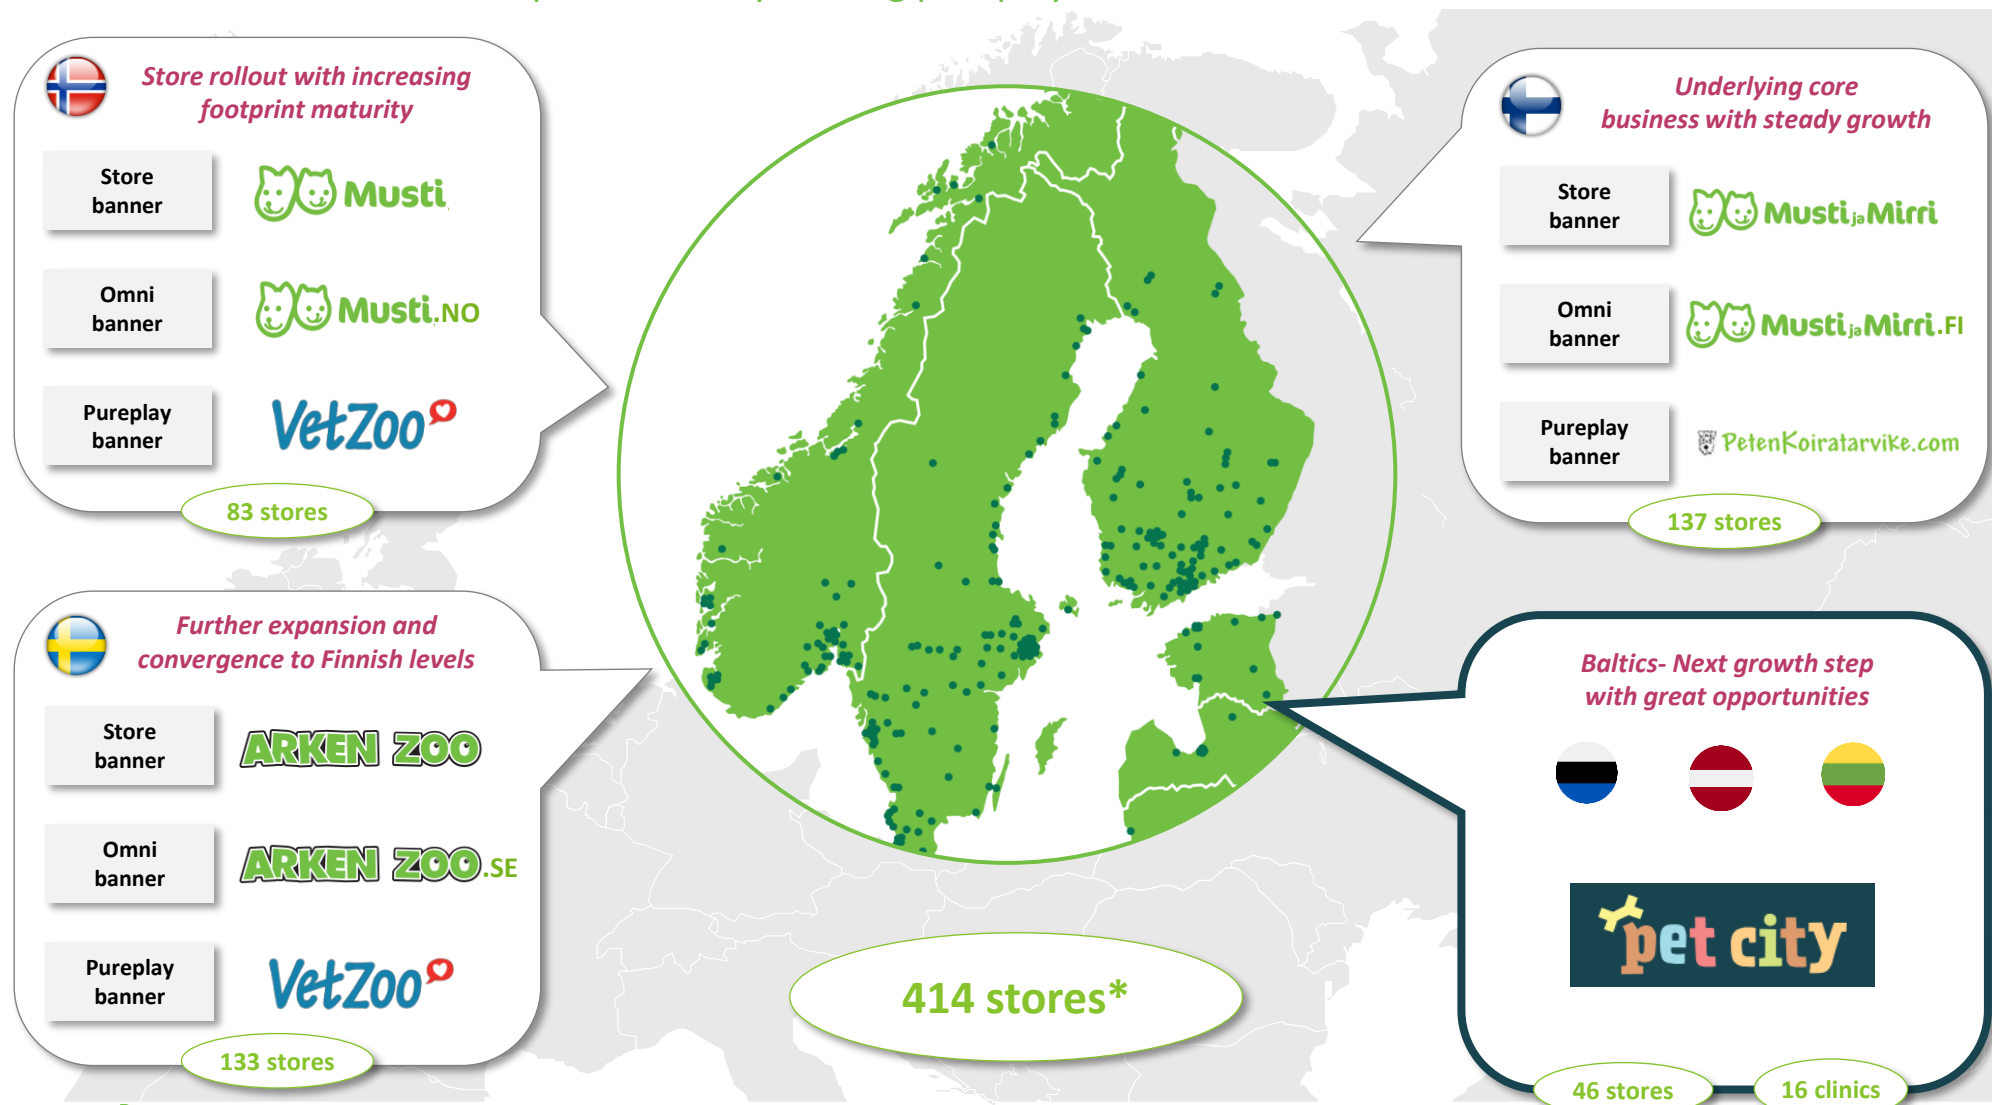 Store rollout with increasing
footprint maturity
Store
banner
Musti
Omni
banner
Musti.NO
Pureplay
banner
VetZoo
83 stores
Underlying core
business with steady growth
Store
banner
Musti ja Mirri
Omni
banner
Musti ja Mirri.FI
Pureplay
banner
PetenKoiratarvike.com
137 stores
Further expansion and
convergence to Finnish levels
Store
banner
ARKEN ZOO
Omni
banner
ARKEN ZOO.SE
Pureplay
banner
VetZoo
133 stores
Baltics- Next growth step
with great opportunities
pet city
46 stores
16 clinics
414 stores*